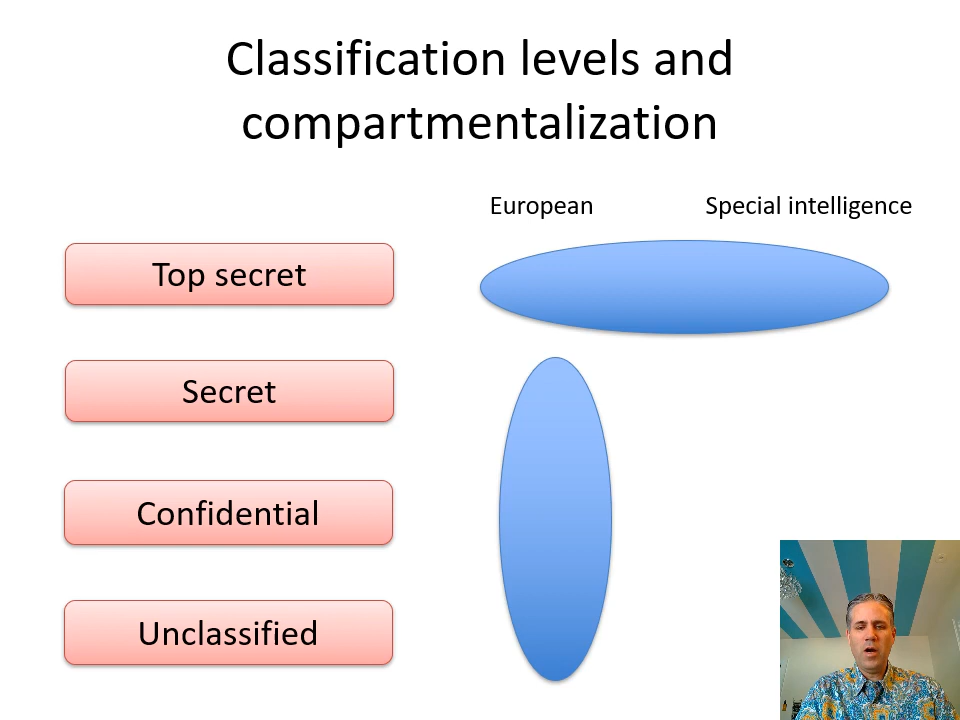 Classification levels and
compartmentalization
European
Special intelligence
Top secret
Secret
Confidential
Unclassified